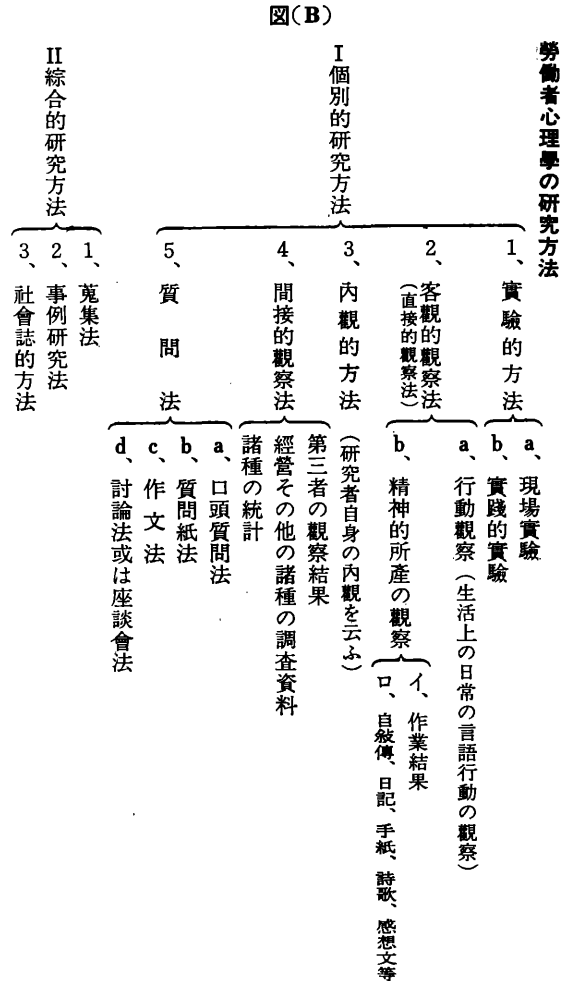 図(B)
勞働者心理學の研究方法
I 個別的研究方法
1、實驗的方法
a、現場實驗
b、實踐的實驗
2、客觀的觀察法
(直接的觀察法)
a、行動觀察(生活上の日常の言語行動の觀察)
b、精神的所產の觀察
イ、作業結果
ロ、自敍傳、日記、手紙、詩歌、感想文等
3、內觀的方法(研究者自身の內觀を云ふ)
4、間接的觀察法
第三者の觀察結果
經營その他の諸種の調査資料
諸種の統計
5、質問法
a、口頭質問法
b、質問紙法
c、作文法
d、討論法或は座談會法
II 綜合的研究方法
1、蒐集法
2、事例研究法
3、社會誌的方法